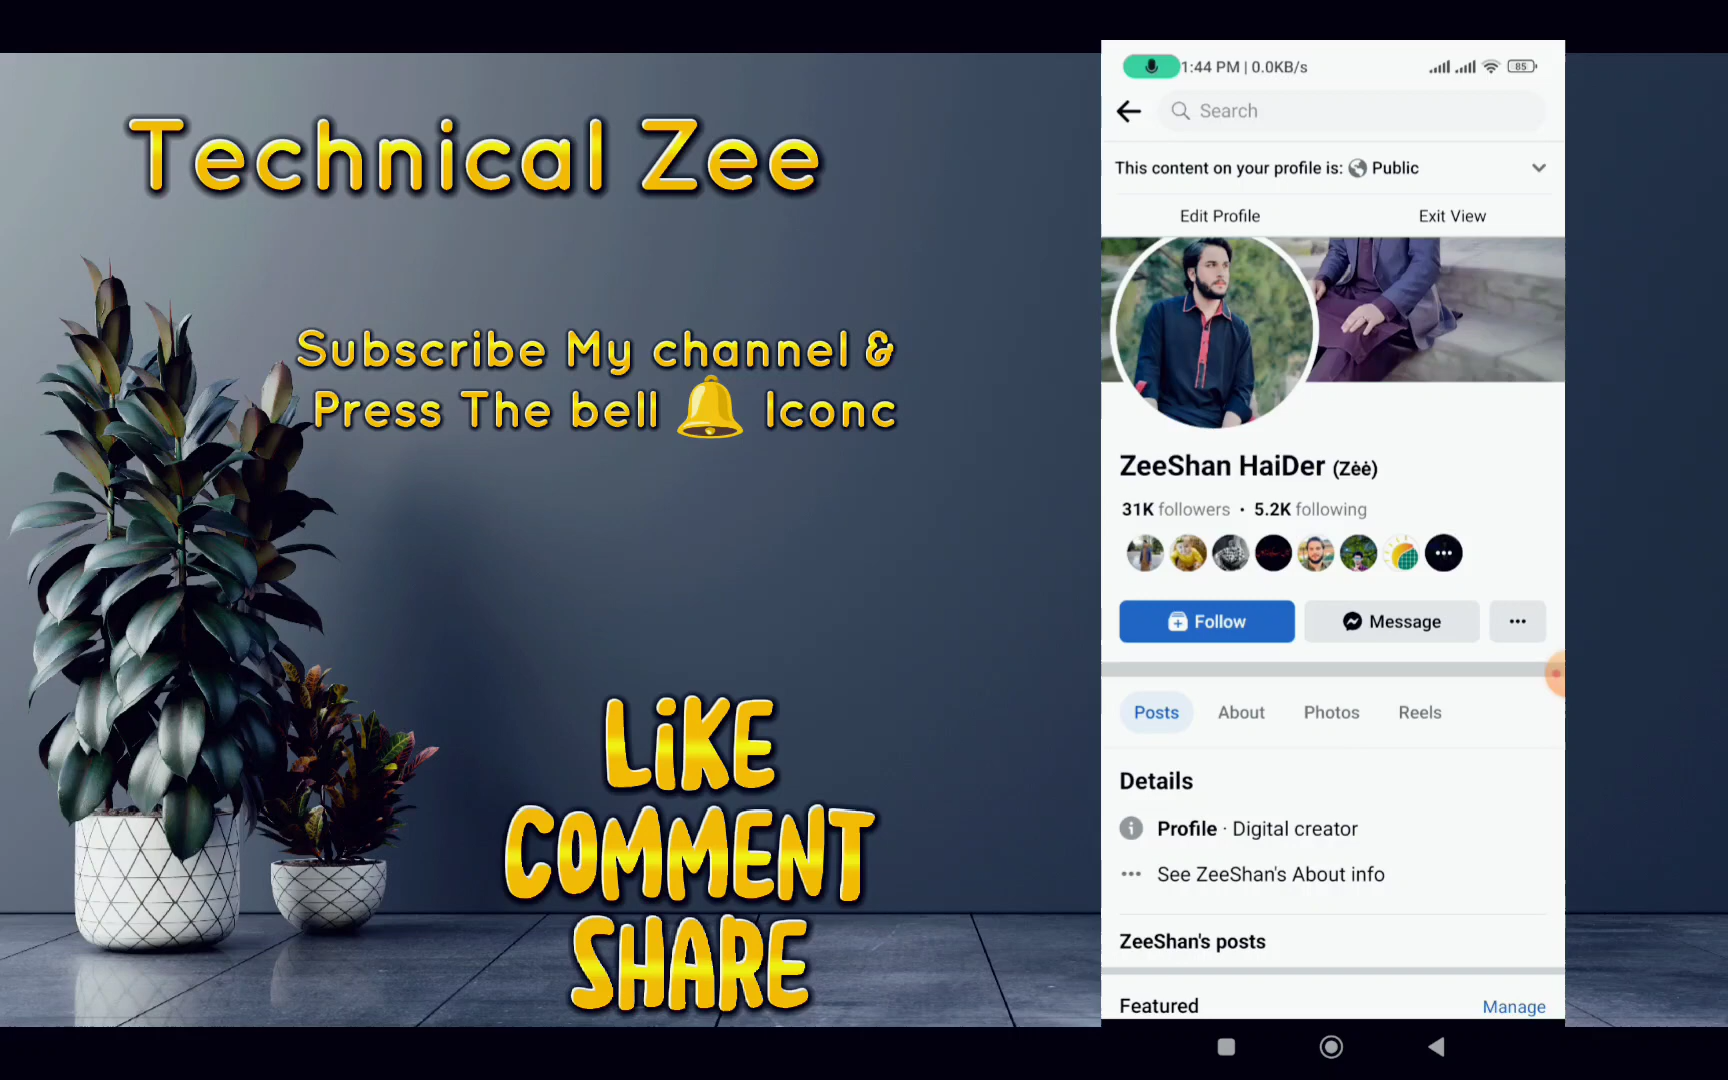 Technical Zee
Subscribe My channel &
Press The bell 🔔 Iconc
LiKE
COMMENT
SHARE
1:44 PM | 0.0KB/s
85
Search
This content on your profile is: Public
Edit Profile
Exit View
ZeeShan HaiDer (Zėė)
31K followers • 5.2K following
Follow
Message
Posts
About
Photos
Reels
Details
Profile · Digital creator
See ZeeShan's About info
ZeeShan's posts
Featured
Manage